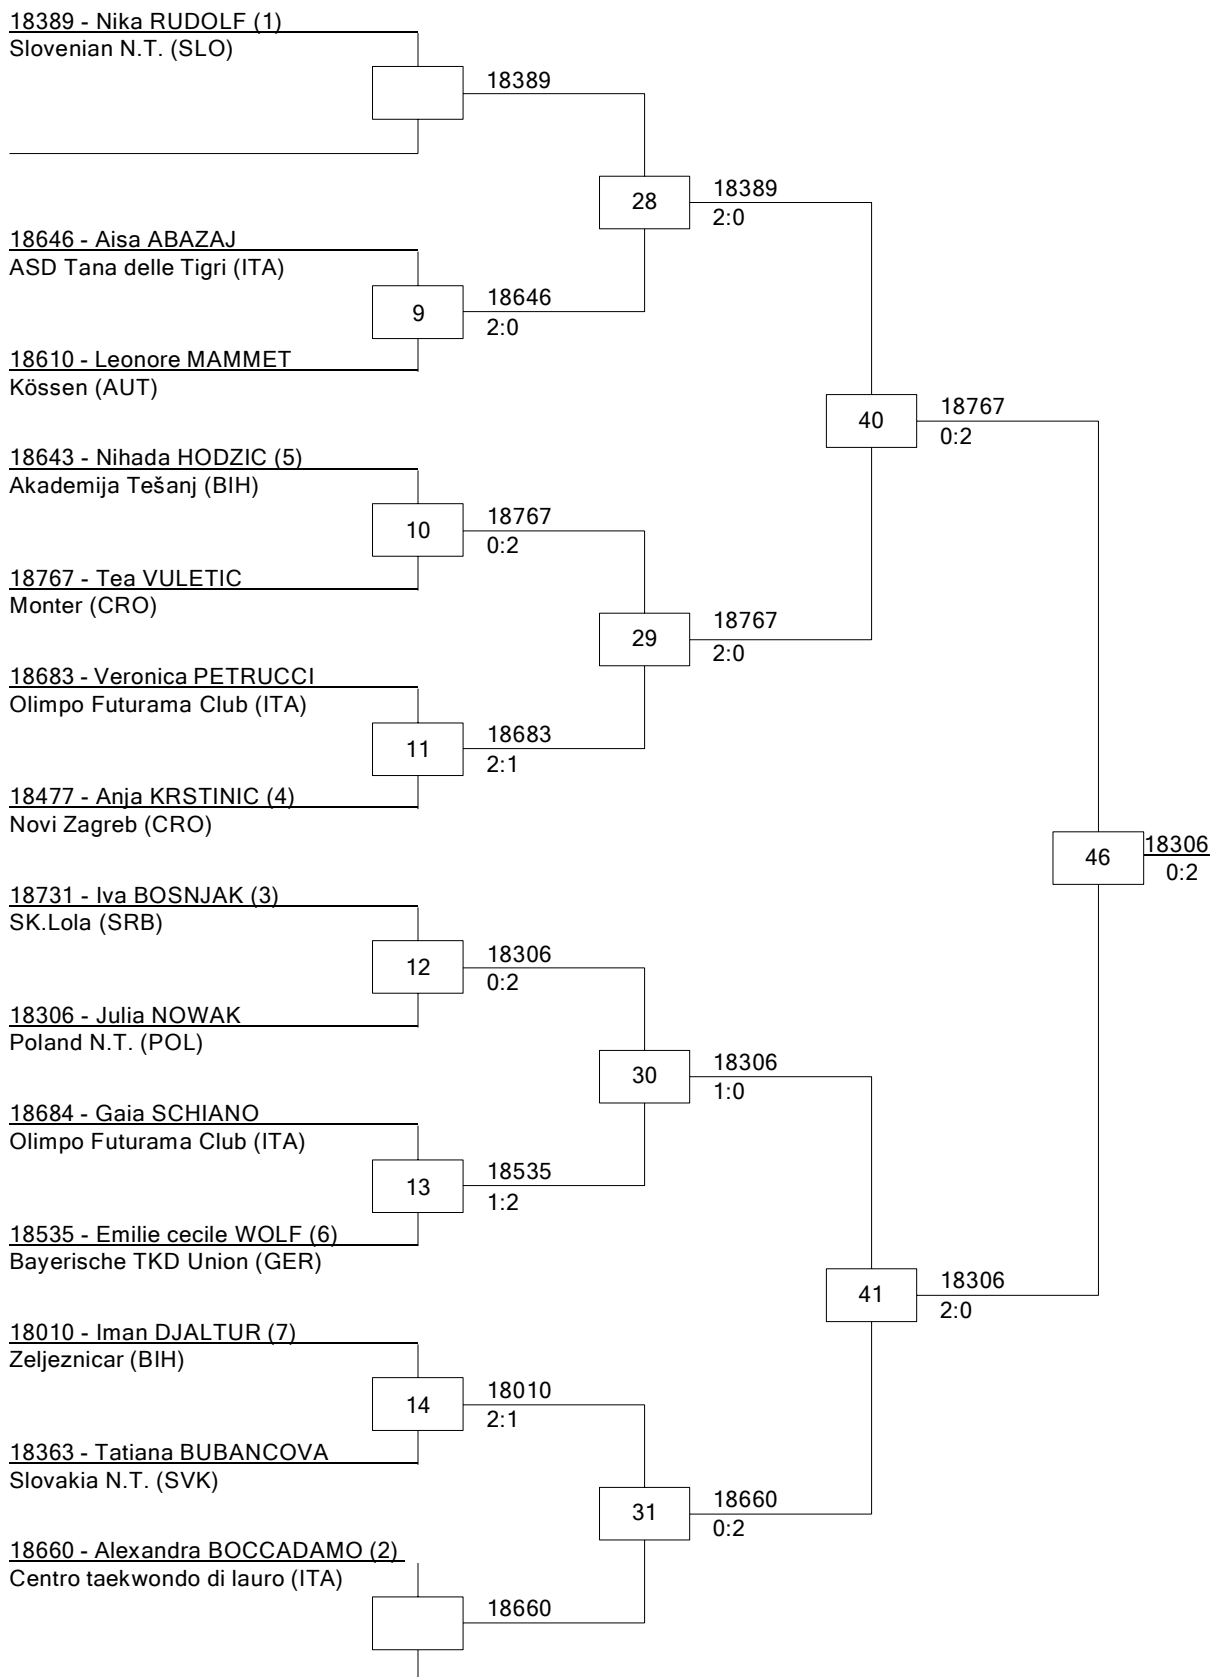 18389 - Nika RUDOLF (1)
Slovenian N.T. (SLO)
18389
28
18389
2:0
18646 - Aisa ABAZAJ
ASD Tana delle Tigri (ITA)
9
18646
2:0
18610 - Leonore MAMMET
Kössen (AUT)
40
18767
0:2
18643 - Nihada HODZIC (5)
Akademija Tešanj (BIH)
10
18767
0:2
18767 - Tea VULETIC
Monter (CRO)
29
18767
2:0
18683 - Veronica PETRUCCI
Olimpo Futurama Club (ITA)
11
18683
2:1
18477 - Anja KRSTINIC (4)
Novi Zagreb (CRO)
46
18306
0:2
18731 - Iva BOSNJAK (3)
SK.Lola (SRB)
12
18306
0:2
18306 - Julia NOWAK
Poland N.T. (POL)
30
18306
1:0
18684 - Gaia SCHIANO
Olimpo Futurama Club (ITA)
13
18535
1:2
18535 - Emilie cecile WOLF (6)
Bayerische TKD Union (GER)
41
18306
2:0
18010 - Iman DJALTUR (7)
Zeljeznicar (BIH)
14
18010
2:1
18363 - Tatiana BUBANCOVA
Slovakia N.T. (SVK)
31
18660
0:2
18660 - Alexandra BOCCADAMO (2)
Centro taekwondo di lauro (ITA)
18660